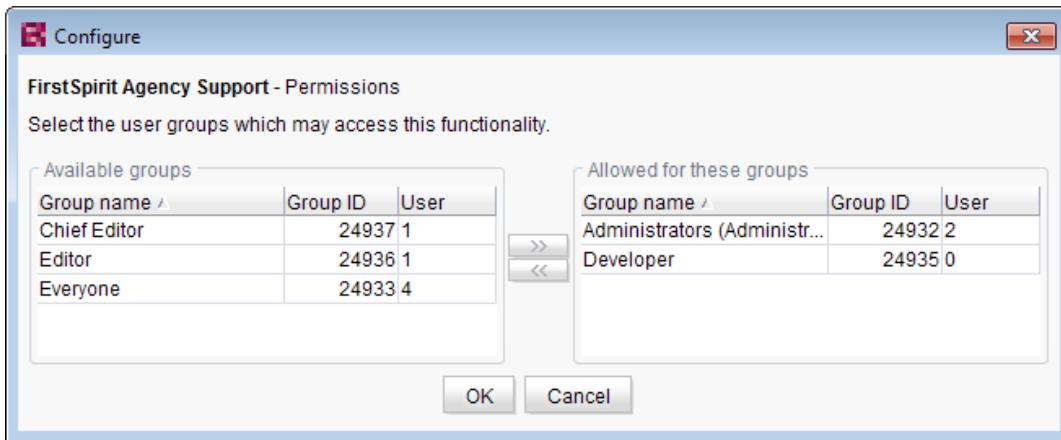 Configure
FirstSpirit Agency Support - Permissions
Select the user groups which may access this functionality.
Available groups
Group name Group ID User
Chief Editor 24937 1
Editor 24936 1
Everyone 24933 4
>>
<<
Allowed for these groups
Group name Group ID User
Administrators (Administr... 24932 2
Developer 24935 0
OK Cancel